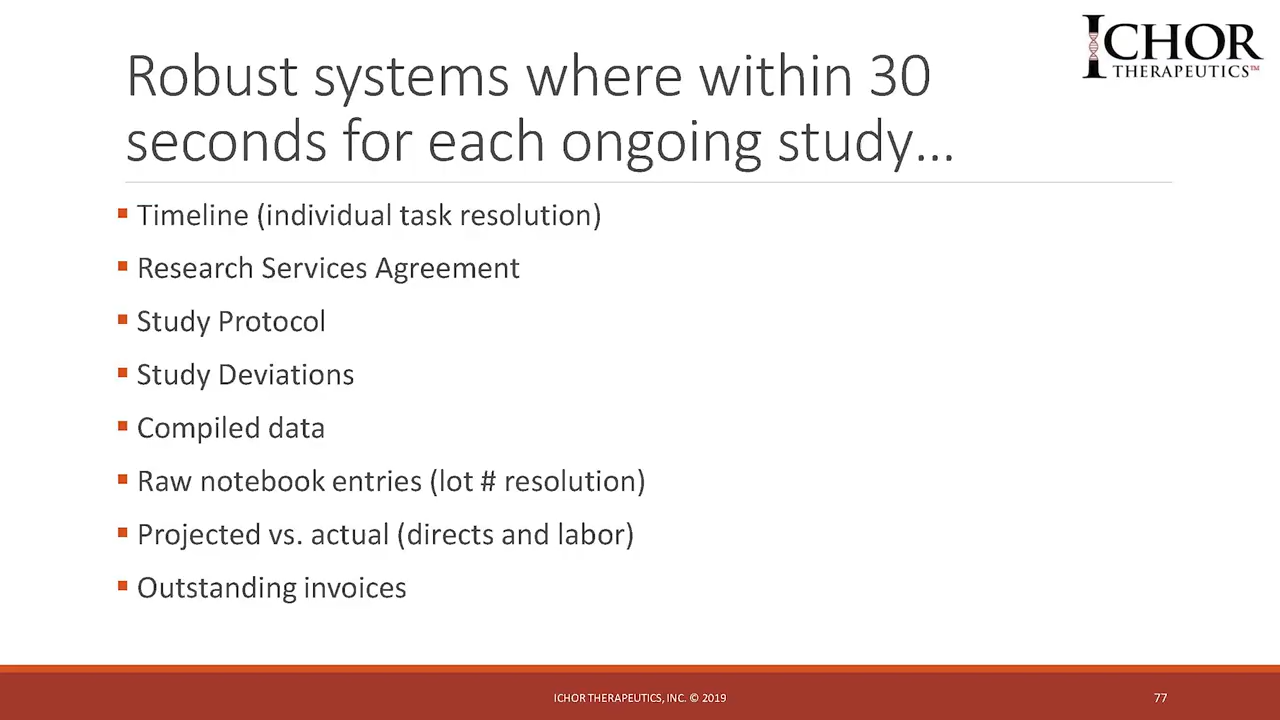 ICHOR
THERAPEUTICS™
Robust systems where within 30
seconds for each ongoing study...
Timeline (individual task resolution)
Research Services Agreement
Study Protocol
Study Deviations
Compiled data
Raw notebook entries (lot # resolution)
Projected vs. actual (directs and labor)
Outstanding invoices
ICHOR THERAPEUTICS, INC. © 2019
77